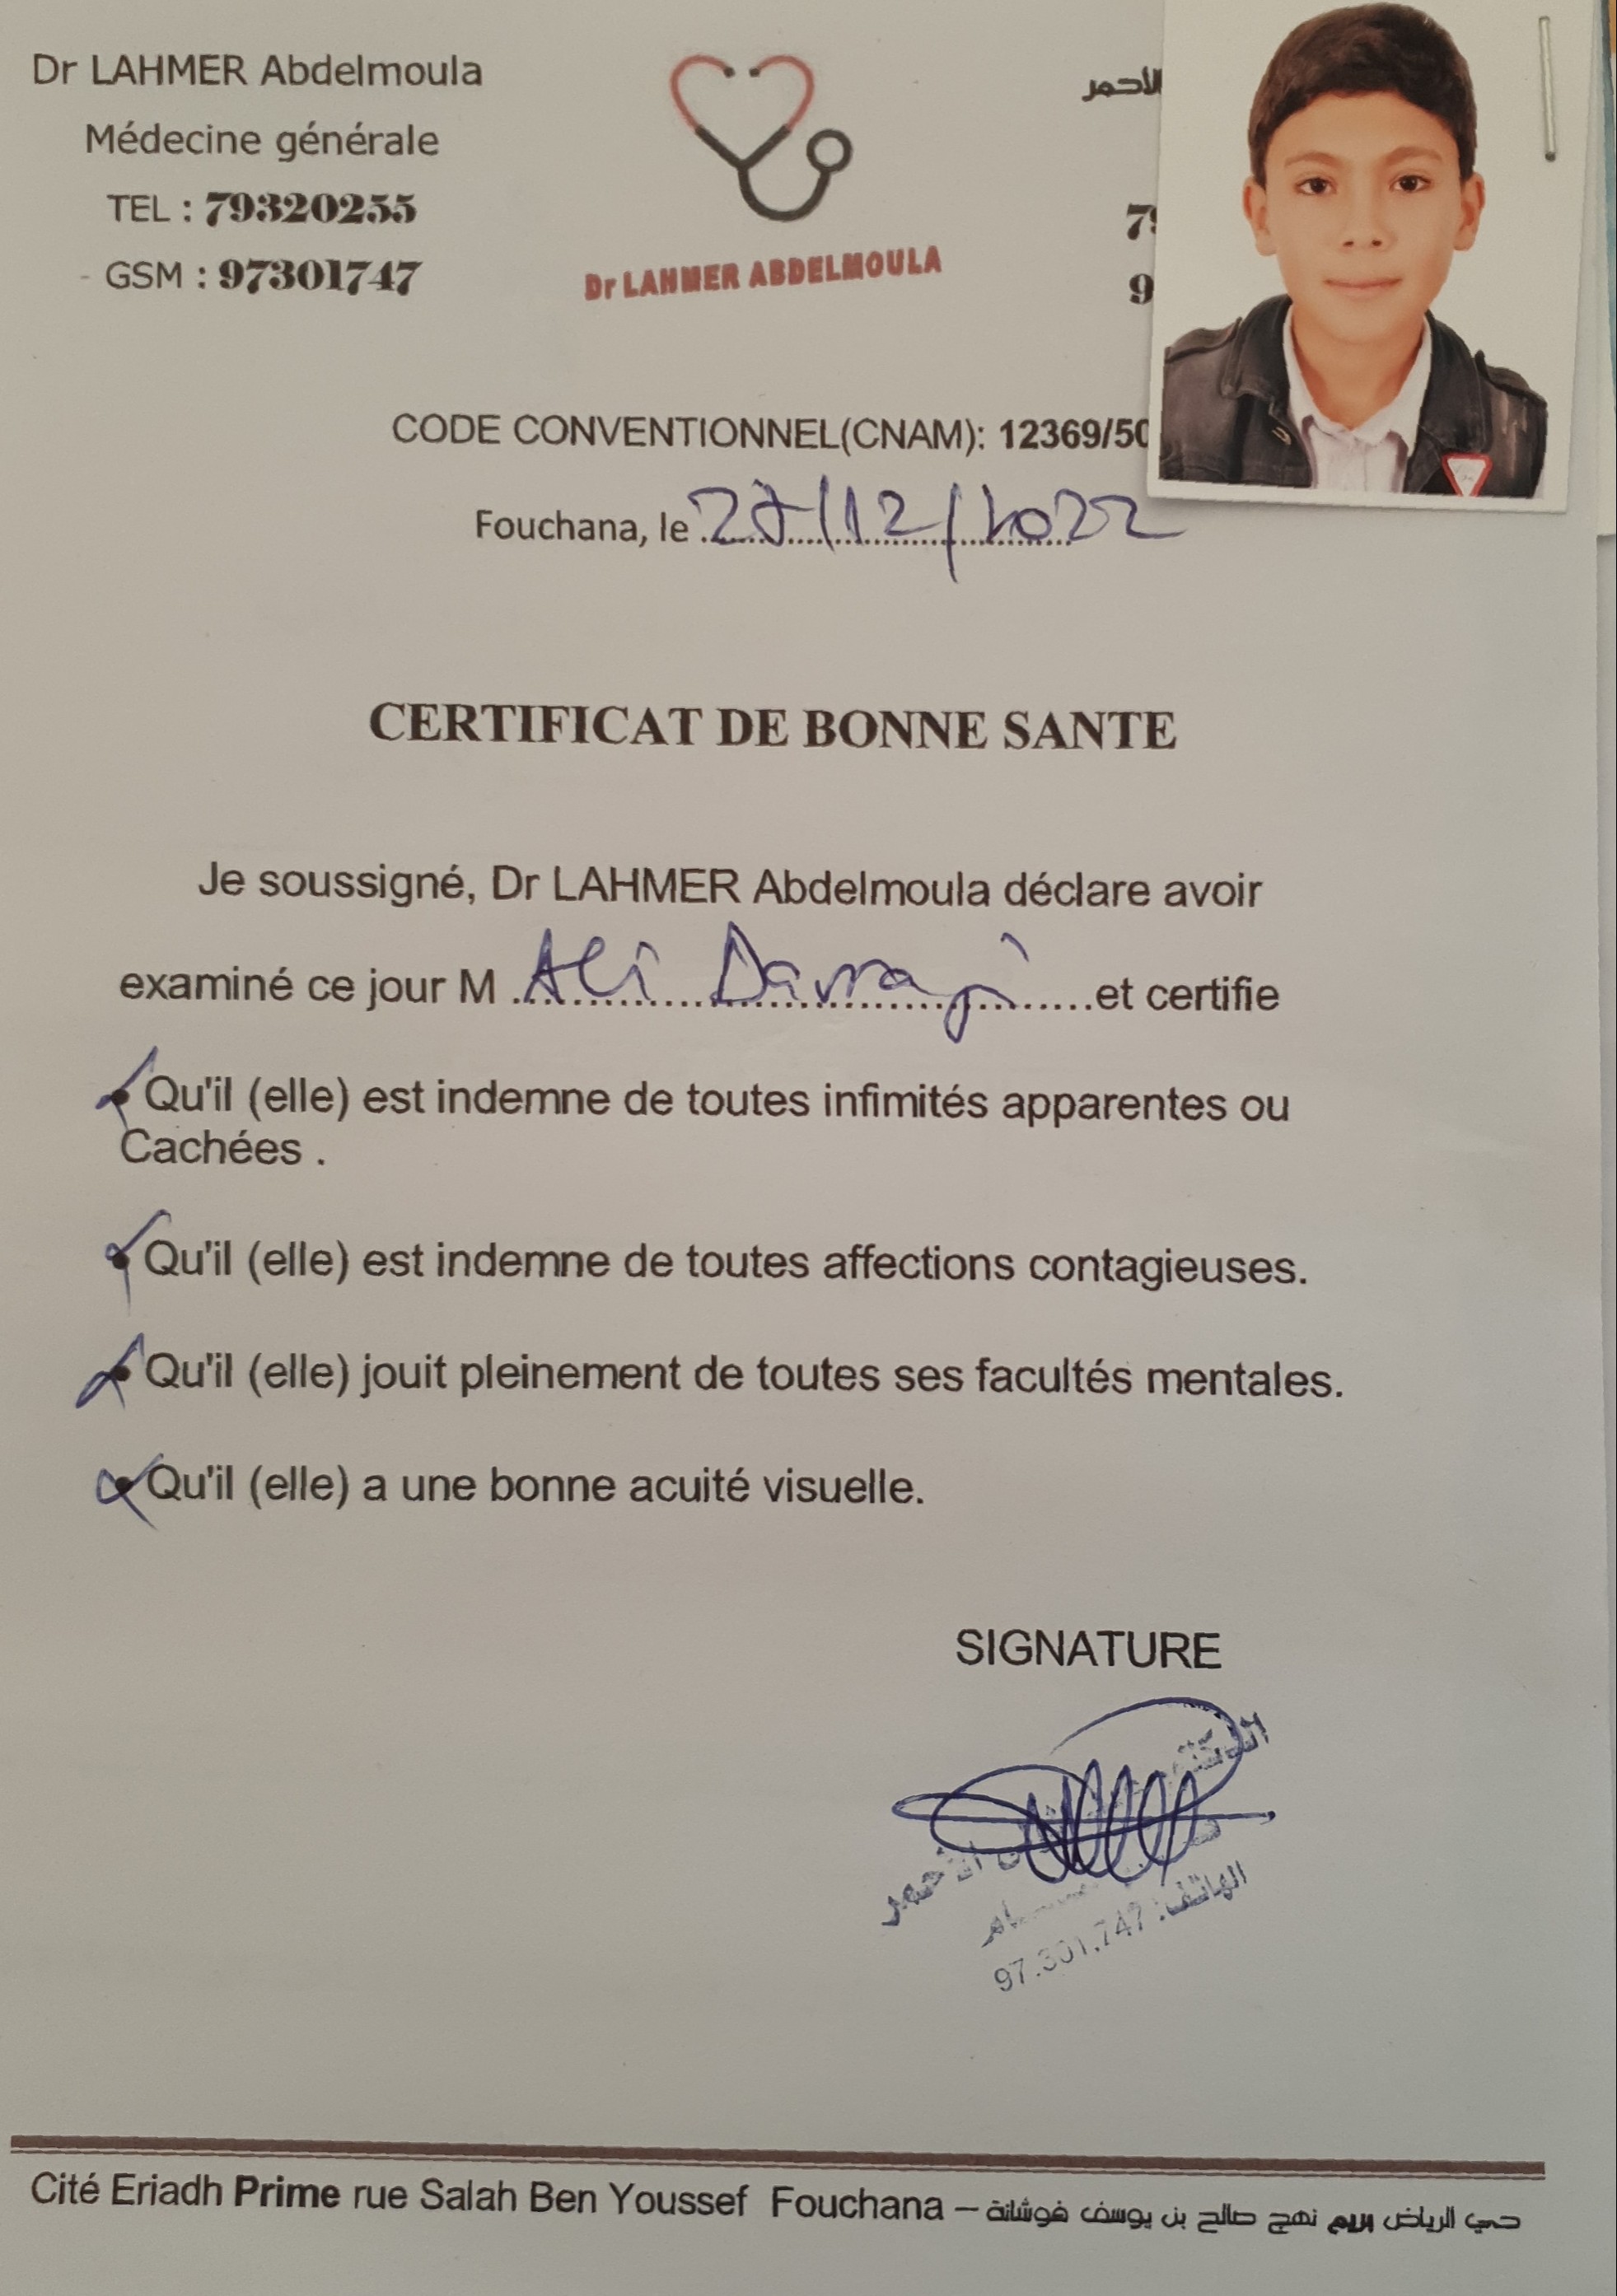 Dr LAHMER Abdelmoula
Médecine générale
TEL : 79320255
- GSM : 97301747
Dr LAHMER ABDELMOULA
الأحمر
CODE CONVENTIONNEL(CNAM): 12369/50
Fouchana, le 27/12/2022
CERTIFICAT DE BONNE SANTE
Je soussigné, Dr LAHMER Abdelmoula déclare avoir
examiné ce jour M Ali Darragi et certifie
• Qu'il (elle) est indemne de toutes infimités apparentes ou
Cachées .
• Qu'il (elle) est indemne de toutes affections contagieuses.
• Qu'il (elle) jouit pleinement de toutes ses facultés mentales.
• Qu'il (elle) a une bonne acuité visuelle.
SIGNATURE
الأحمر
الهاتف: 97.301.747
Cité Eriadh Prime rue Salah Ben Youssef Fouchana – حي الرياض بريم نهج صالح بن يوسف فوشانة